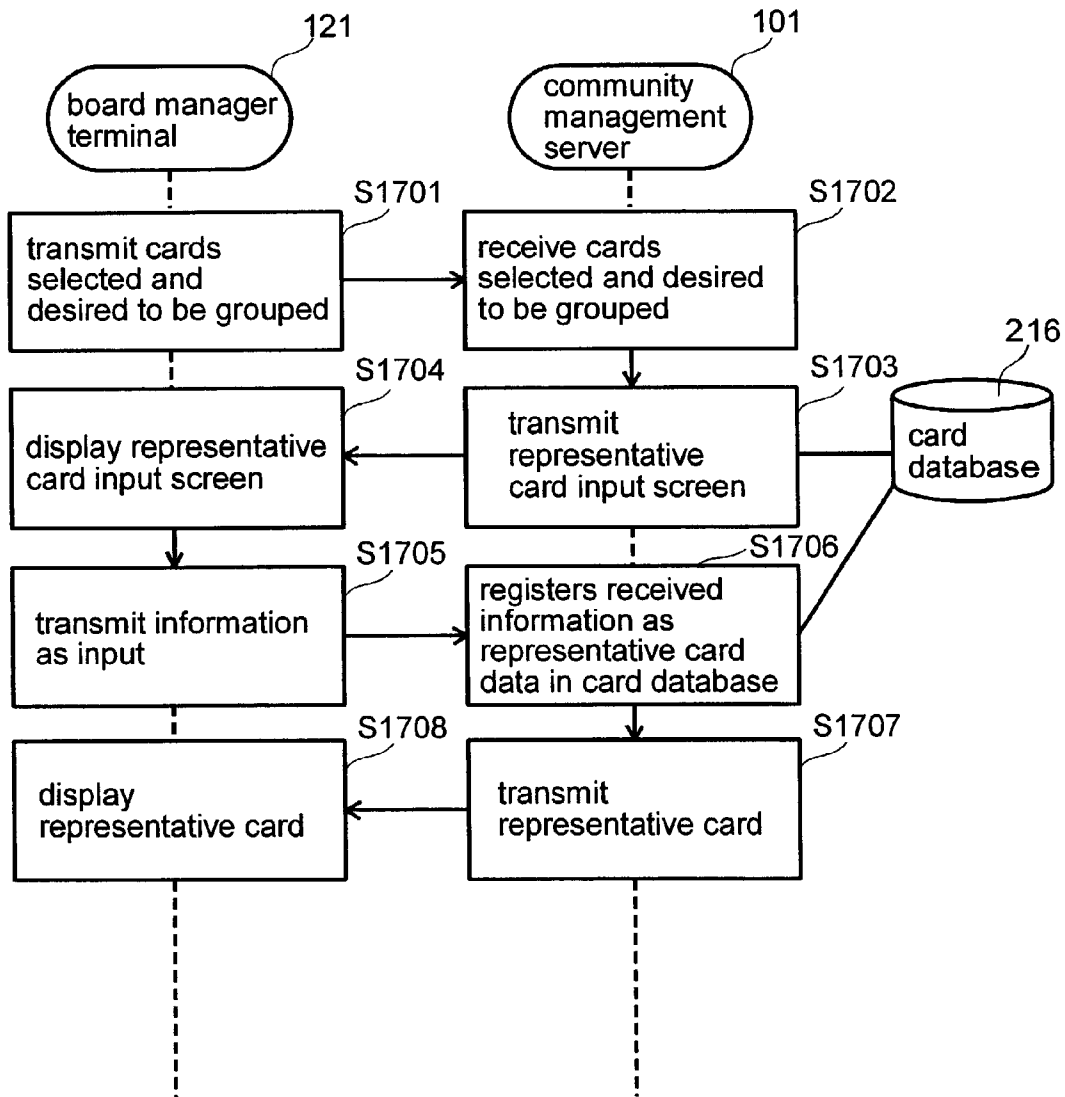 121
101
board manager
terminal
community
management
server
S1701
S1702
transmit cards
selected and
desired to be grouped
receive cards
selected and desired
to be grouped
216
S1704
S1703
display representative
card input screen
transmit
representative
card input screen
card
database
S1705
S1706
transmit information
as input
registers received
information as
representative card
data in card database
S1708
S1707
display
representative card
transmit
representative card